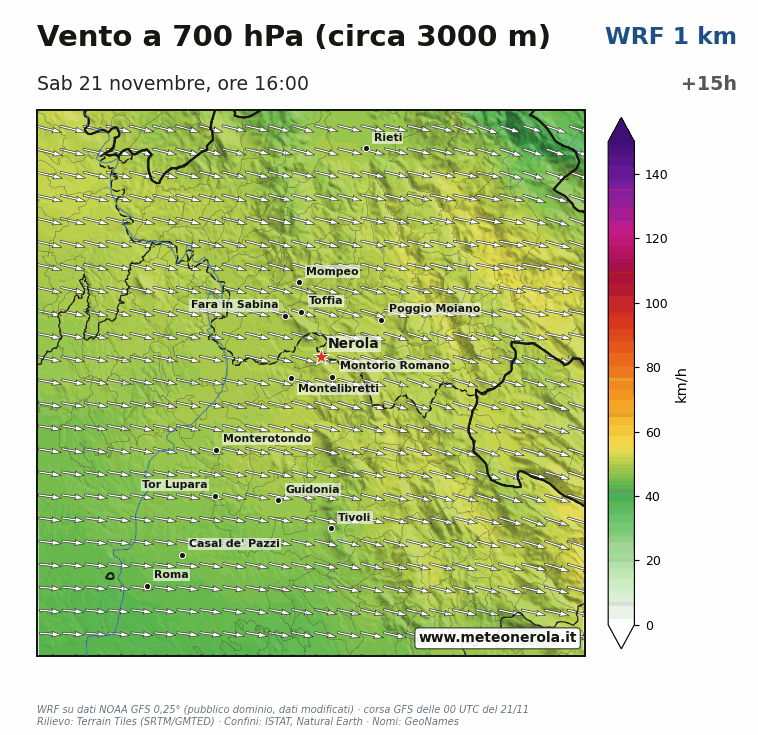 Vento a 700 hPa (circa 3000 m)
WRF 1 km
Sab 21 novembre, ore 16:00
+15h
Rieti
Mompeo
Fara in Sabina
Toffia
Poggio Moiano
Nerola
Montorio Romano
Montelibretti
Monterotondo
Tor Lupara
Guidonia
Tivoli
Casal de' Pazzi
Roma
www.meteonerola.it
140
120
100
80
60
40
20
0
km/h
WRF su dati NOAA GFS 0,25° (pubblico dominio, dati modificati) · corsa GFS delle 00 UTC del 21/11
Rilievo: Terrain Tiles (SRTM/GMTED) · Confini: ISTAT, Natural Earth · Nomi: GeoNames